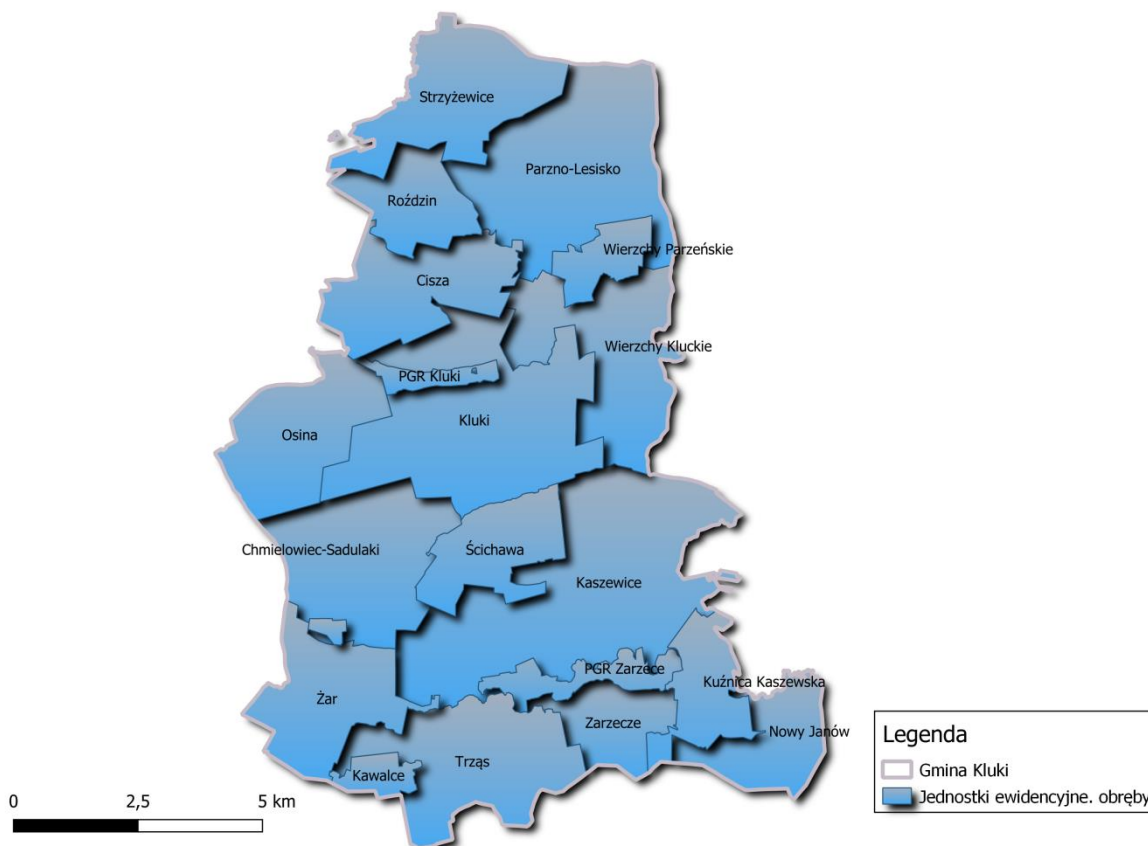 Strzyżewice
Parzno-Lesisko
Roździn
Wierzchy Parzeńskie
Cisza
Wierzchy Kluckie
PGR Kluki
Kluki
Osina
Chmielowiec-Sadulaki
Ścichawa
Kaszewice
PGR Zarzece
Kuźnica Kaszewska
Żar
Zarzecze
Nowy Janów
Trząs
Kawalce
Legenda
Gmina Kluki
Jednostki ewidencyjne. obręby
0 2,5 5 km